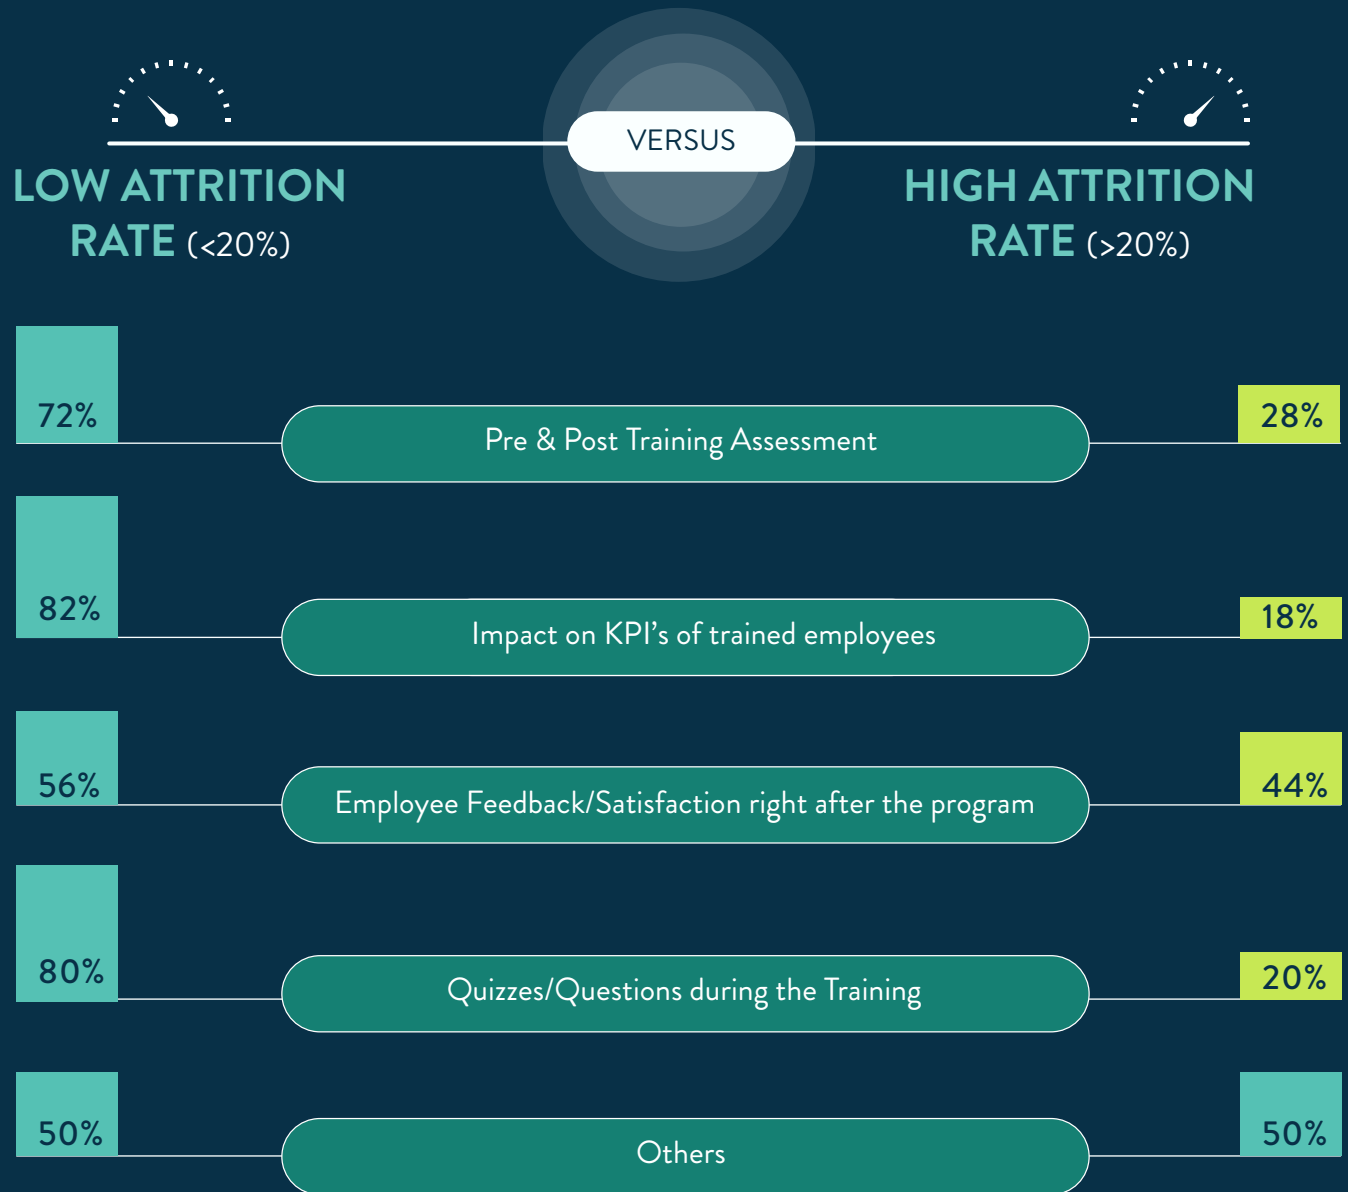 VERSUS
LOW ATTRITION
RATE (<20%)
HIGH ATTRITION
RATE (>20%)
72%
Pre & Post Training Assessment
28%
82%
Impact on KPI's of trained employees
18%
56%
Employee Feedback/Satisfaction right after the program
44%
80%
Quizzes/Questions during the Training
20%
50%
Others
50%